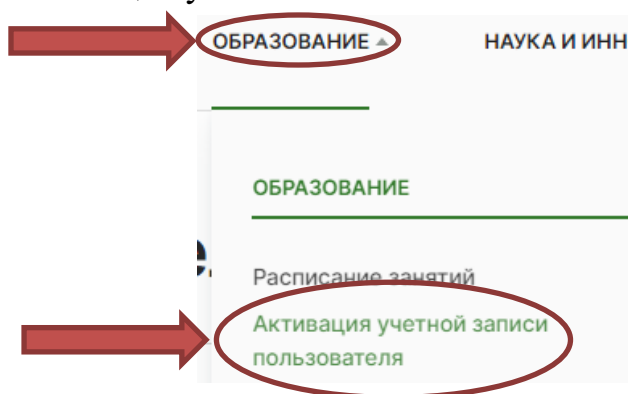 ОБРАЗОВАНИЕ НАУКА И ИНН
ОБРАЗОВАНИЕ
Расписание занятий
Активация учетной записи
пользователя